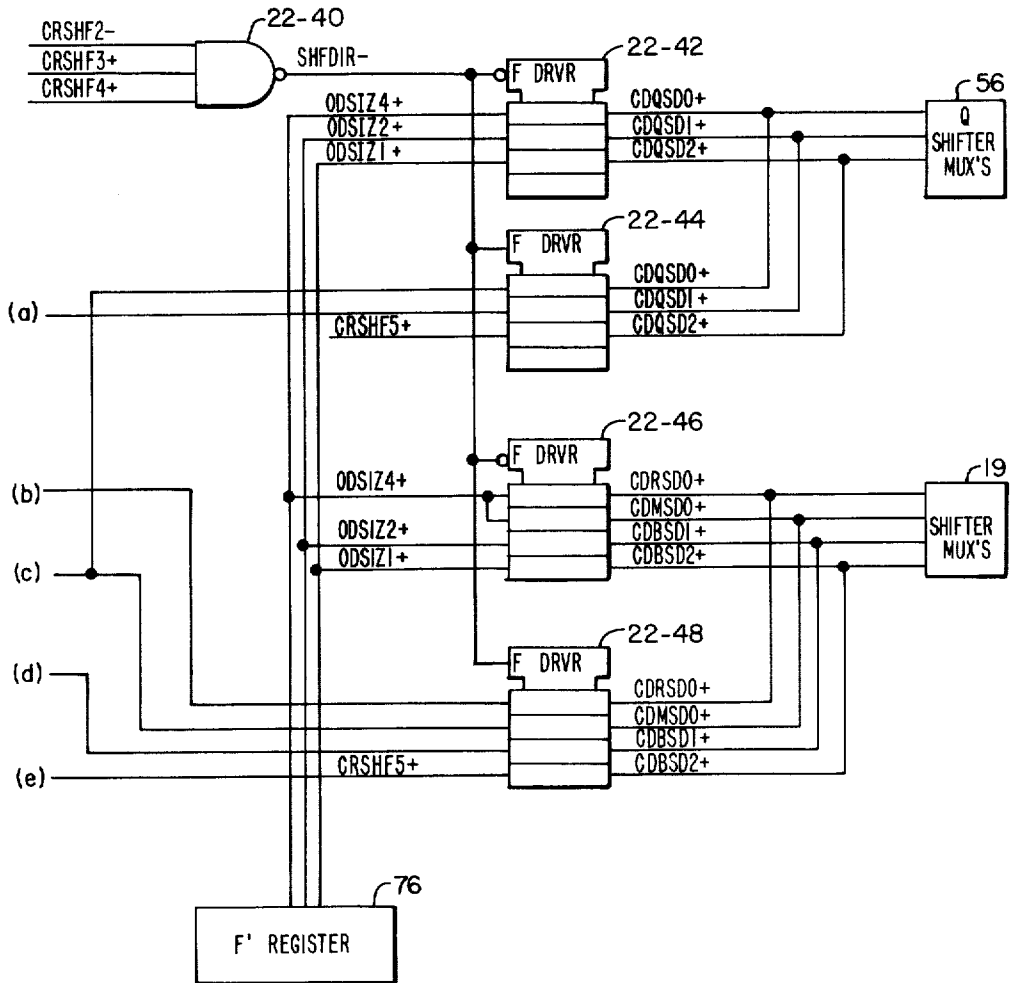 22-40
CRSHF2-
CRSHF3+
CRSHF4+
SHFDIR-
22-42
F DRVR
ODSIZ4+
ODSIZ2+
ODSIZ1+
CDQSD0+
CDQSD1+
CDQSD2+
56
Q
SHIFTER
MUX'S
22-44
F DRVR
(a)
CRSHF5+
CDQSD0+
CDQSD1+
CDQSD2+
22-46
F DRVR
(b)
ODSIZ4+
ODSIZ2+
ODSIZ1+
CDRSD0+
CDMSD0+
CDBSD1+
CDBSD2+
19
SHIFTER
MUX'S
(c)
22-48
F DRVR
(d)
CDRSD0+
CDMSD0+
CDBSD1+
CDBSD2+
(e)
CRSHF5+
76
F' REGISTER